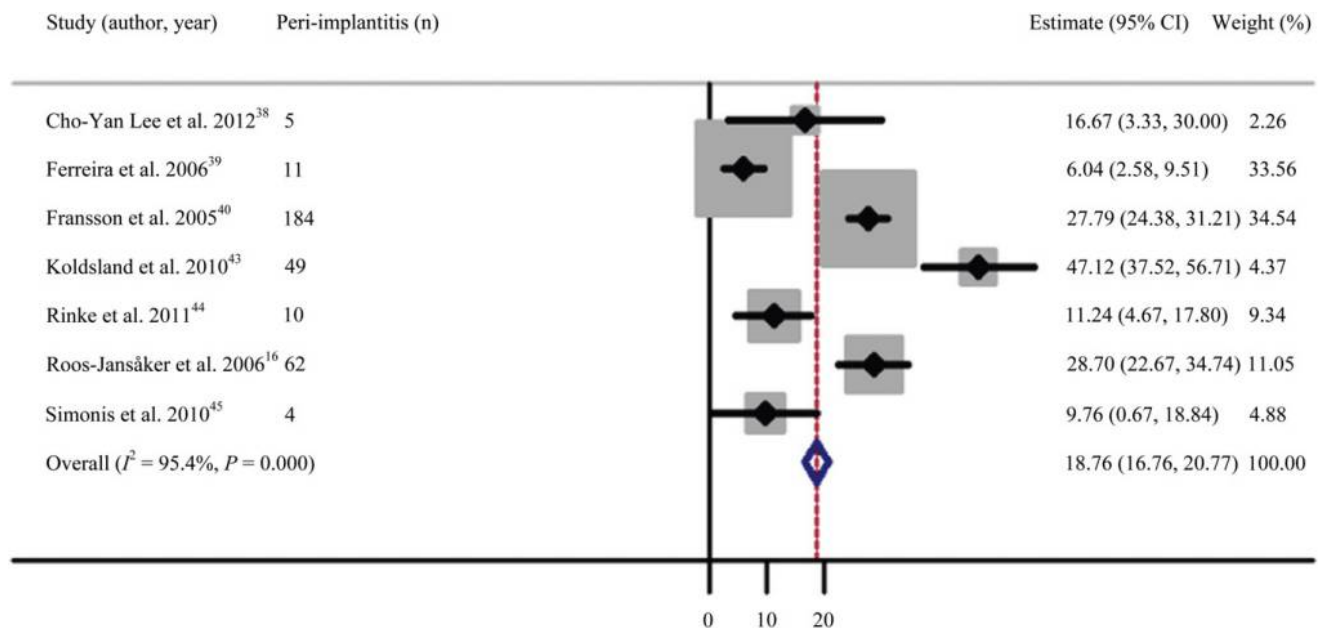 Study (author, year) Peri-implantitis (n) Estimate (95% CI) Weight (%)
Cho-Yan Lee et al. 2012³⁸ 5 16.67 (3.33, 30.00) 2.26
Ferreira et al. 2006³⁹ 11 6.04 (2.58, 9.51) 33.56
Fransson et al. 2005⁴⁰ 184 27.79 (24.38, 31.21) 34.54
Koldsland et al. 2010⁴³ 49 47.12 (37.52, 56.71) 4.37
Rinke et al. 2011⁴⁴ 10 11.24 (4.67, 17.80) 9.34
Roos-Jansåker et al. 2006¹⁶ 62 28.70 (22.67, 34.74) 11.05
Simonis et al. 2010⁴⁵ 4 9.76 (0.67, 18.84) 4.88
Overall (I² = 95.4%, P = 0.000) 18.76 (16.76, 20.77) 100.00
0 10 20